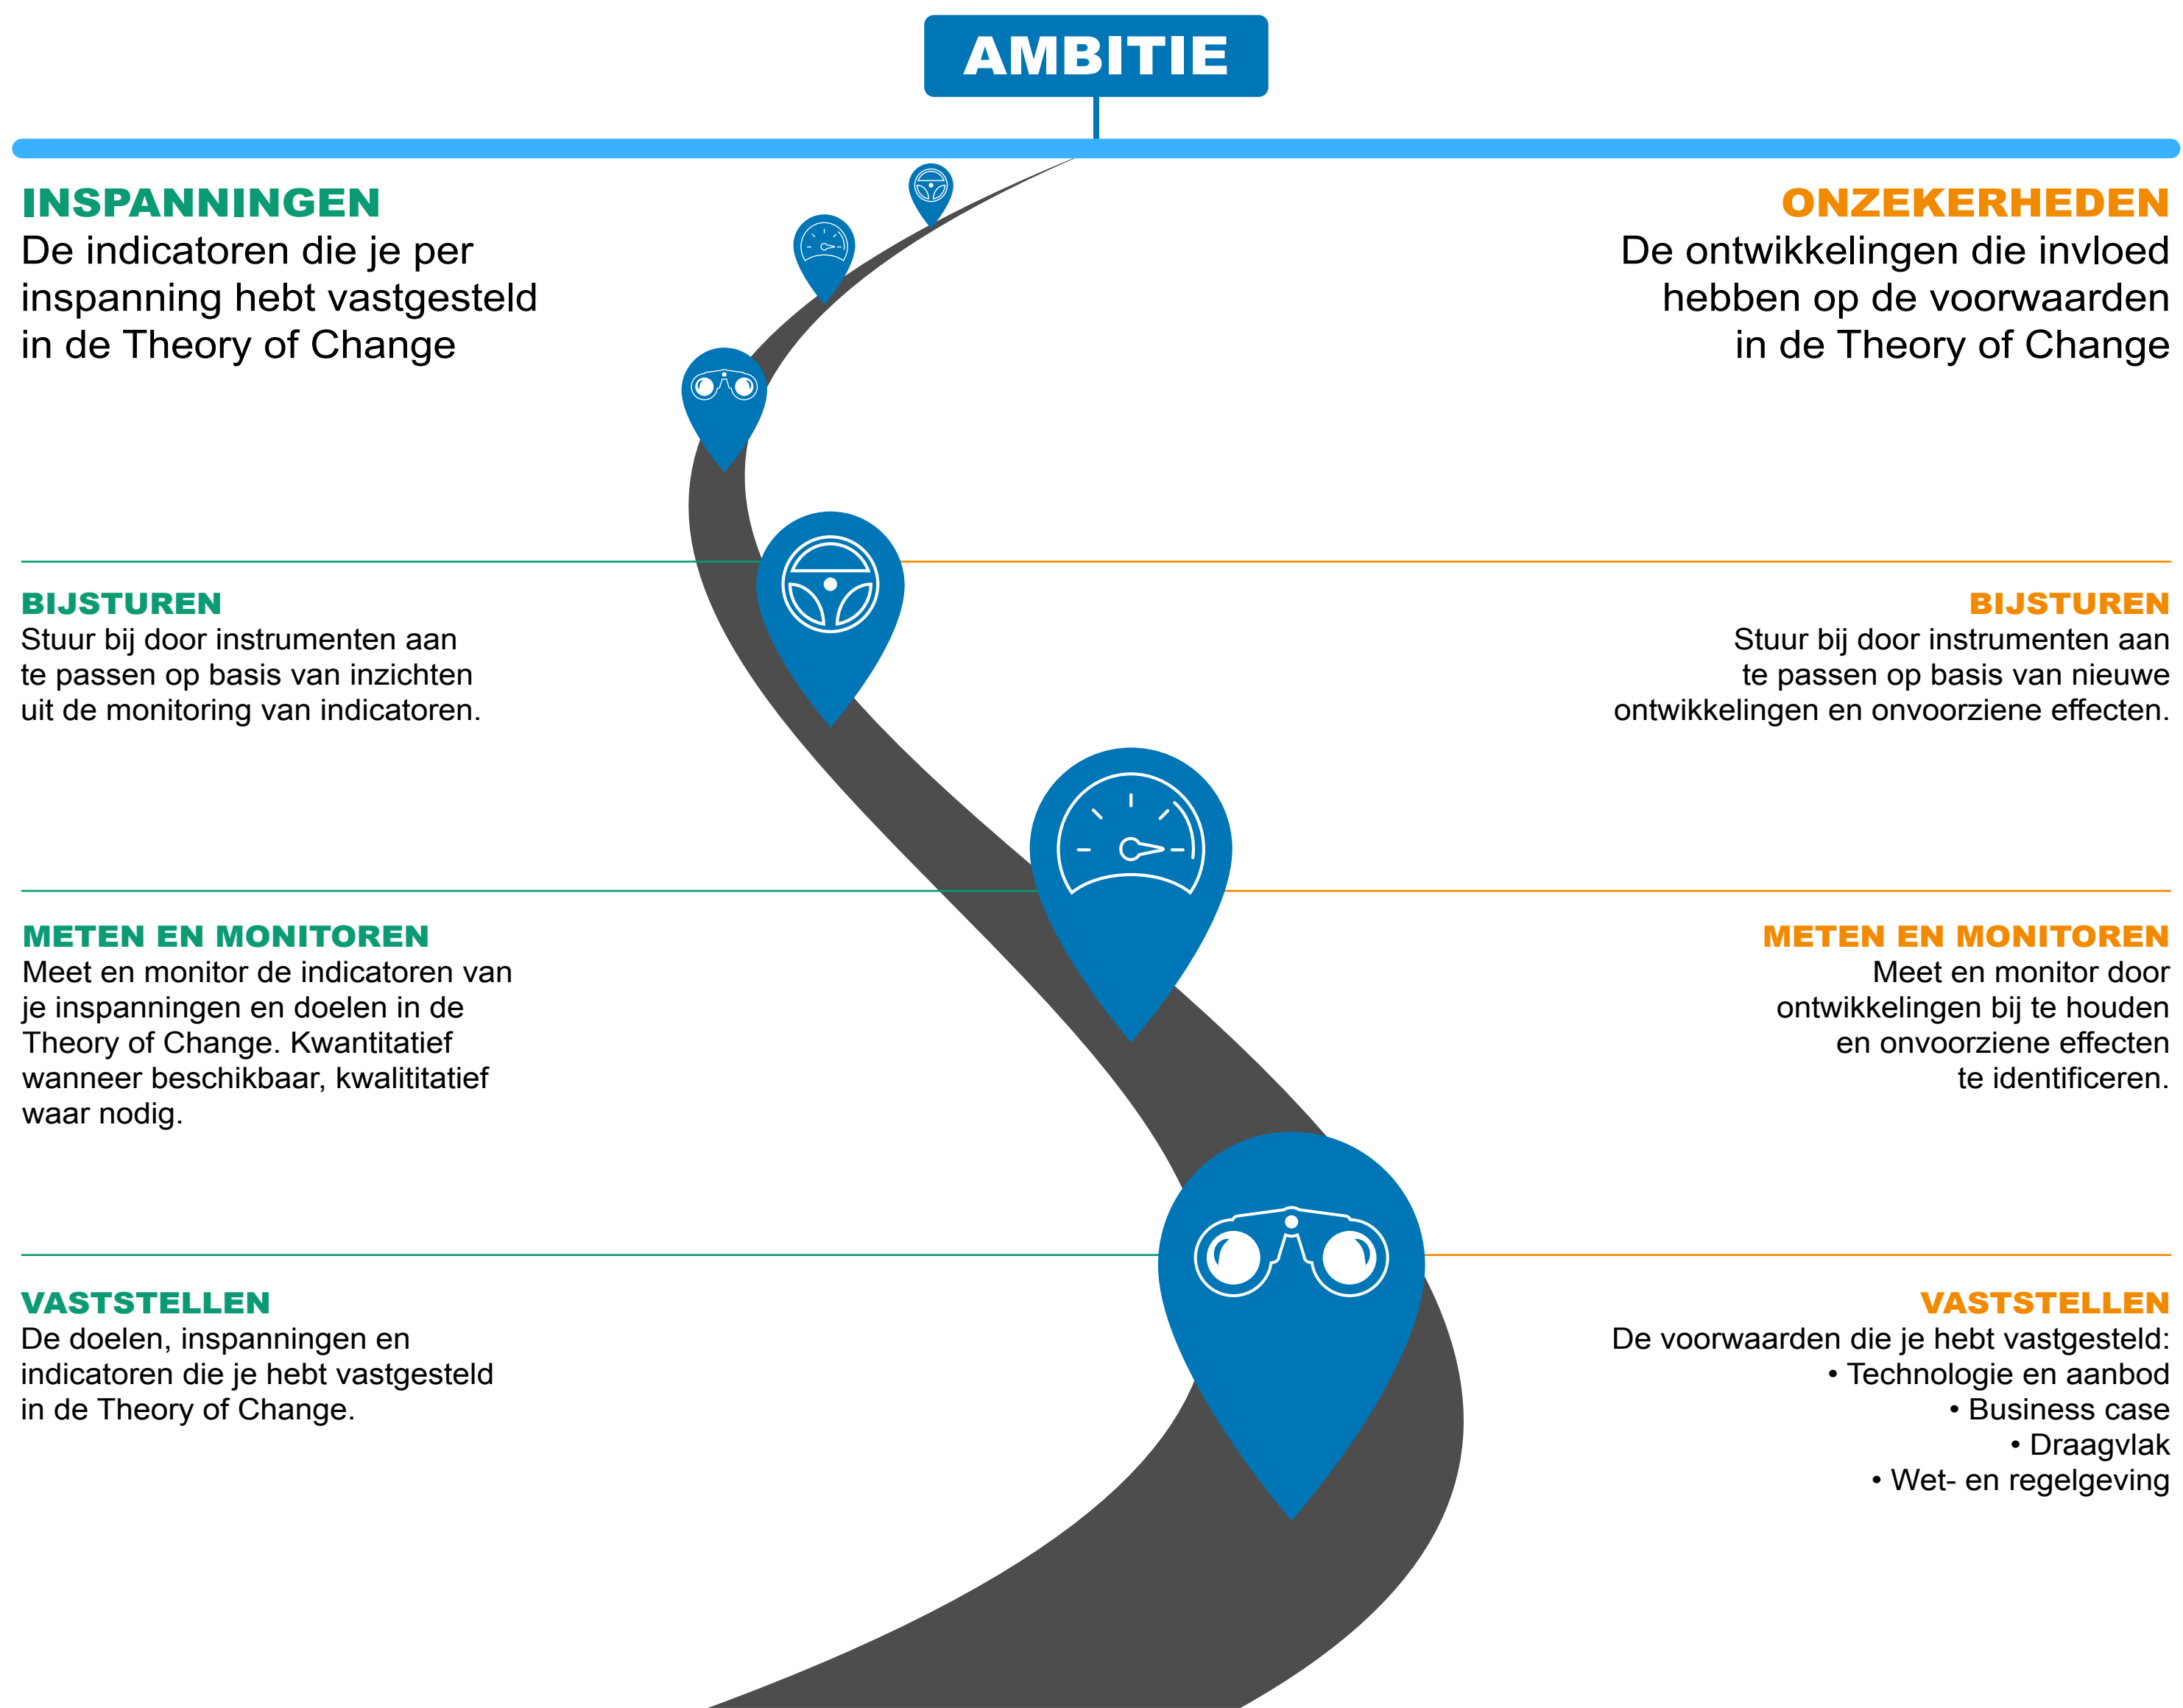 AMBITIE
INSPANNINGEN
De indicatoren die je per
inspanning hebt vastgesteld
in de Theory of Change
ONZEKERHEDEN
De ontwikkelingen die invloed
hebben op de voorwaarden
in de Theory of Change
BIJSTUREN
Stuur bij door instrumenten aan
te passen op basis van inzichten
uit de monitoring van indicatoren.
BIJSTUREN
Stuur bij door instrumenten aan
te passen op basis van nieuwe
ontwikkelingen en onvoorziene effecten.
METEN EN MONITOREN
Meet en monitor de indicatoren van
je inspanningen en doelen in de
Theory of Change. Kwantitatief
wanneer beschikbaar, kwalititatief
waar nodig.
METEN EN MONITOREN
Meet en monitor door
ontwikkelingen bij te houden
en onvoorziene effecten
te identificeren.
VASTSTELLEN
De doelen, inspanningen en
indicatoren die je hebt vastgesteld
in de Theory of Change.
VASTSTELLEN
De voorwaarden die je hebt vastgesteld:
• Technologie en aanbod
• Business case
• Draagvlak
• Wet- en regelgeving